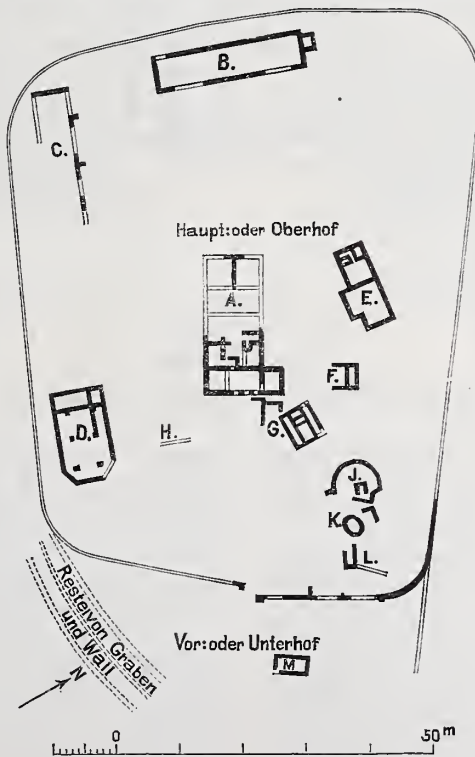 B.
C.
Haupt:oder Oberhof
A.
E.
F.
D.
H.
G.
J.
K.
L.
Reste von Graben
und Wall
Vor:oder Unterhof
M
N
0 50 m